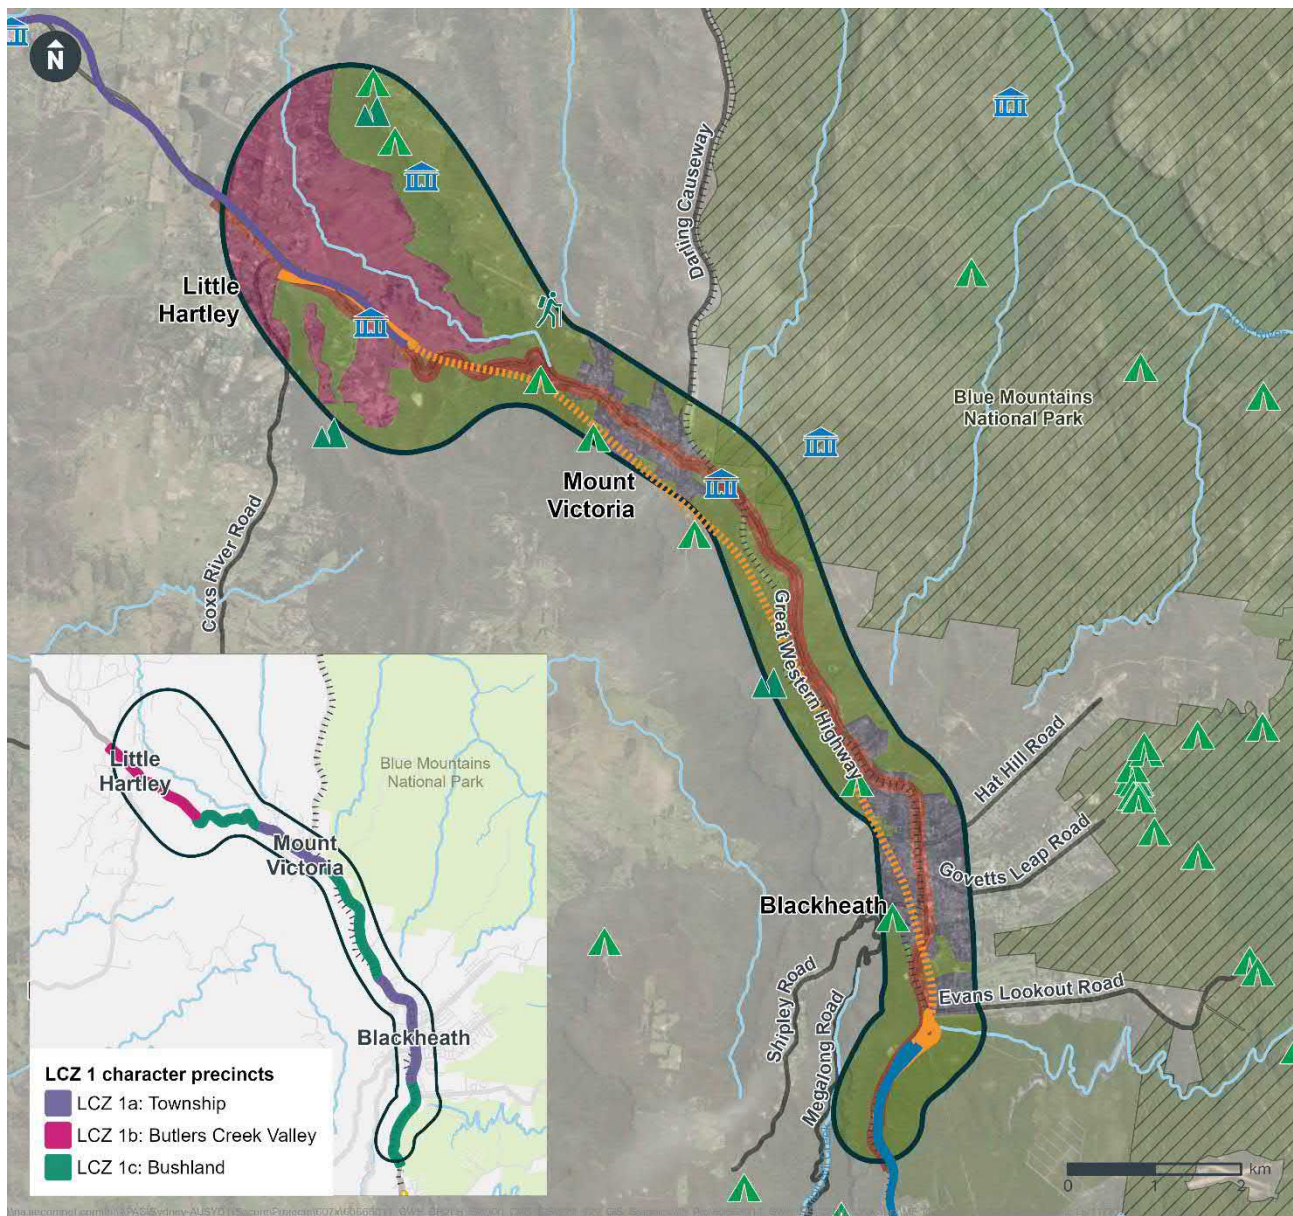 N
Darling Causeway
Little
Hartley
Blue Mountains
National Park
Mount
Victoria
Coxs River Road
Great Western Highway
Hat Hill Road
Govetts Leap Road
Blackheath
Evans Lookout Road
Shipley Road
Megalong Road
km
0 1 2
Little
Hartley
Blue Mountains
National Park
Mount
Victoria
Blackheath
LCZ 1 character precincts
LCZ 1a: Township
LCZ 1b: Butlers Creek Valley
LCZ 1c: Bushland